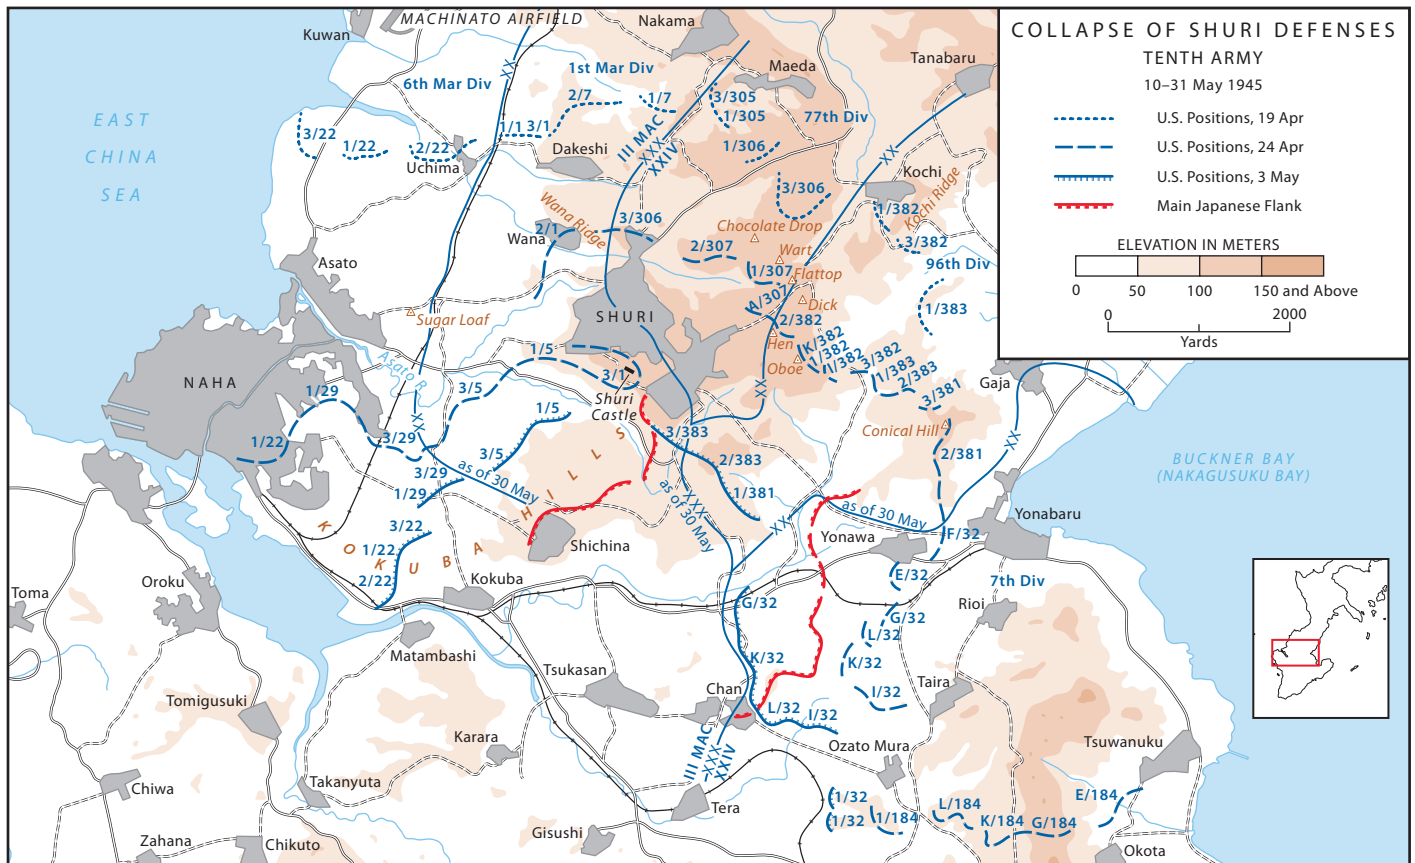 COLLAPSE OF SHURI DEFENSES
TENTH ARMY
10–31 May 1945
U.S. Positions, 19 Apr
U.S. Positions, 24 Apr
U.S. Positions, 3 May
Main Japanese Flank
ELEVATION IN METERS
0 50 100 150 and Above
0 2000
Yards
MACHINATO AIRFIELD
Kuwan
Nakama
Maeda
Tanabaru
6th Mar Div
XX
1st Mar Div
2/7
1/7
3/305
1/305
77th Div
EAST
CHINA
SEA
3/22
1/22
2/22
1/1 3/1
Uchima
Dakeshi
III MAC
XXX
XXIV
1/306
XX
Kochi
3/306
1/382
Kochi Ridge
3/382
Wana Ridge
2/1
Wana
3/306
Chocolate Drop
2/307
Wart
1/307
Flattop
96th Div
1/383
Asato
A/307
Dick
Sugar Loaf
SHURI
2/382
Hen
K/382
1/382
I/382
3/382
Oboe
1/383
2/383
3/381
Gaja
Asato R
NAHA
1/5
3/1
Shuri
Castle
XX
1/29
3/5
1/5
XX
1/22
3/29
3/5
3/383
Conical Hill
2/381
XX
BUCKNER BAY
(NAKAGUSUKU BAY)
3/29
as of 30 May
1/29
2/383
1/381
XXX
as of 30 May
XX
as of 30 May
KOKUBA HILLS
3/22
1/22
2/22
Shichina
Yonawa
F/32
Yonabaru
E/32
7th Div
Toma
Oroku
Kokuba
G/32
G/32
L/32
Rioi
Matambashi
K/32
K/32
Tsukasan
I/32
Taira
Tomigusuki
Chan
L/32
I/32
Karara
III MAC
XXX
XXIV
Ozato Mura
Tsuwanuku
Takanyuta
Chiwa
Tera
1/32
1/32
1/184
L/184
K/184
G/184
E/184
Zahana
Chikuto
Gisushi
Okota